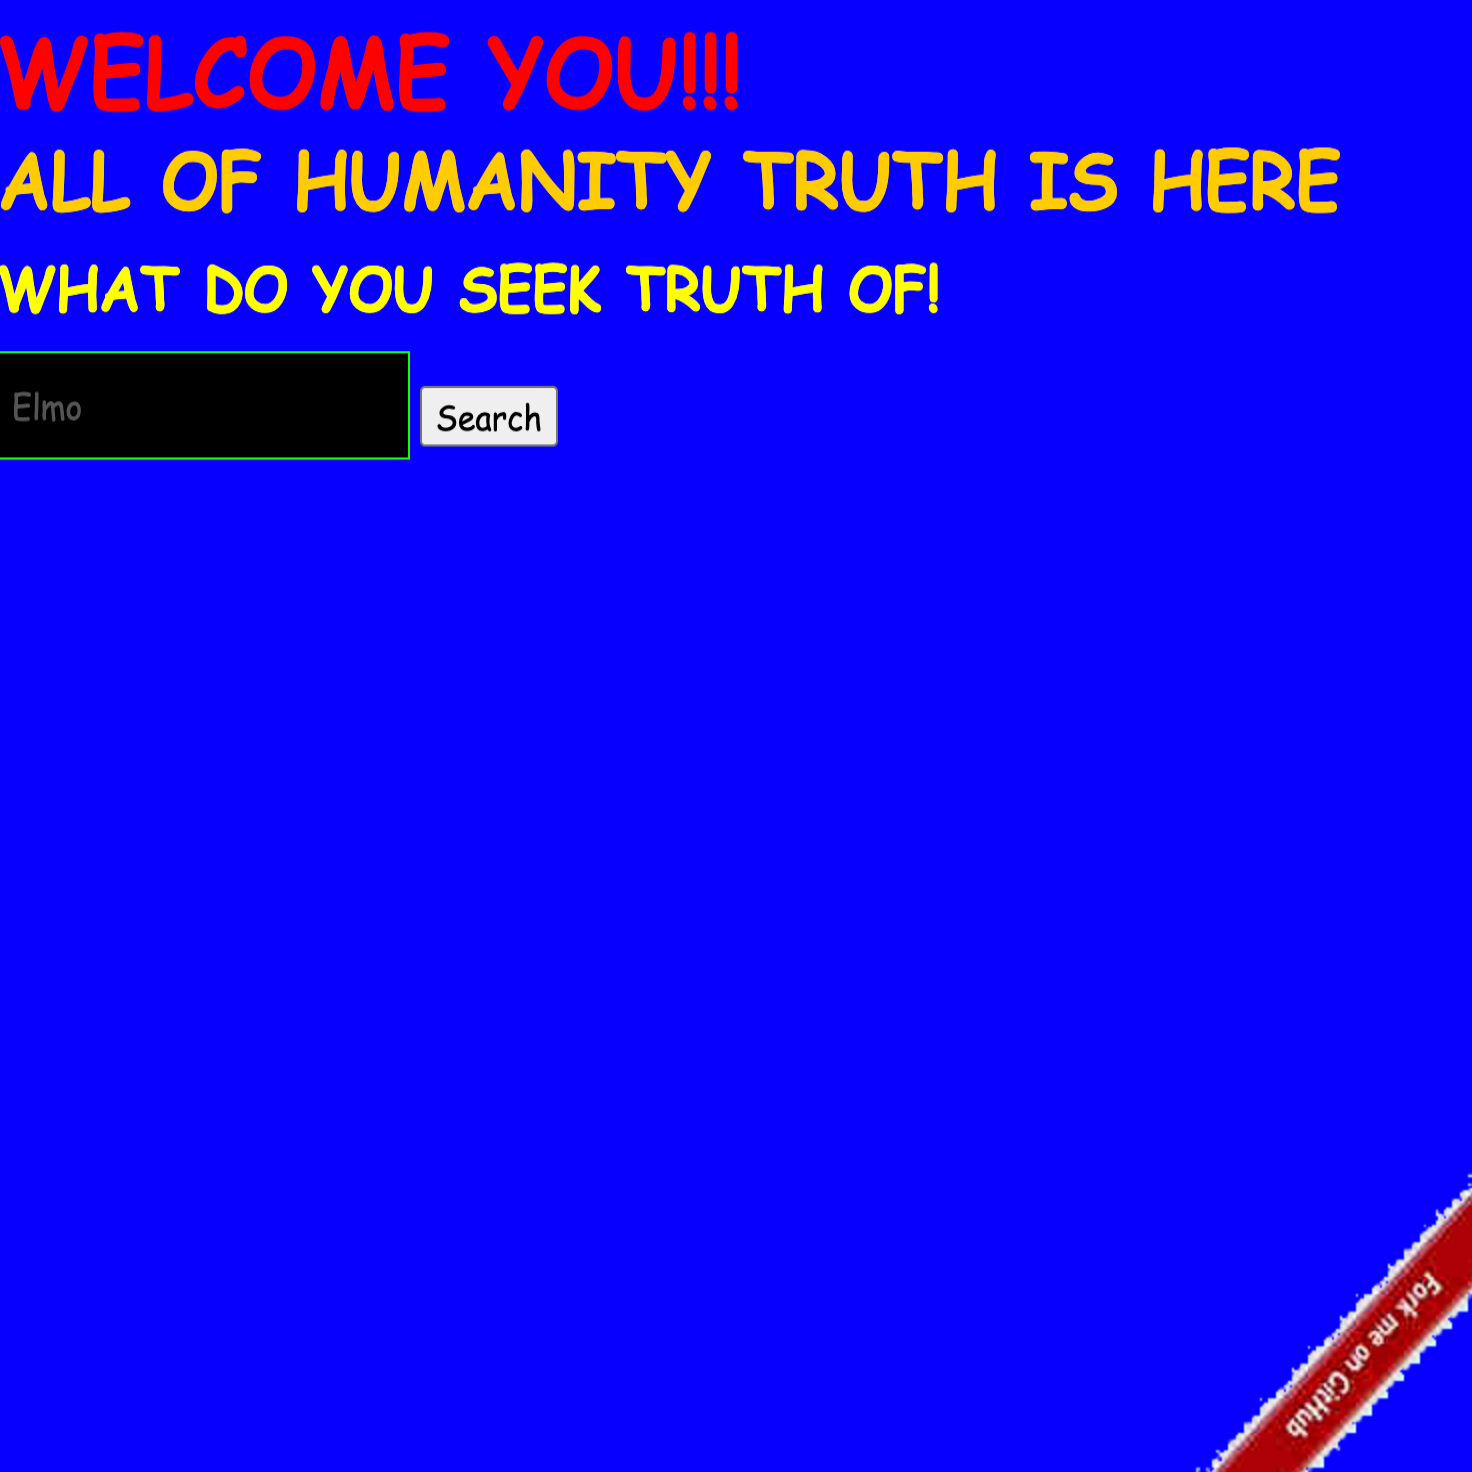 WELCOME YOU!!!
ALL OF HUMANITY TRUTH IS HERE
WHAT DO YOU SEEK TRUTH OF!
Elmo
Search
Fork me on GitHub